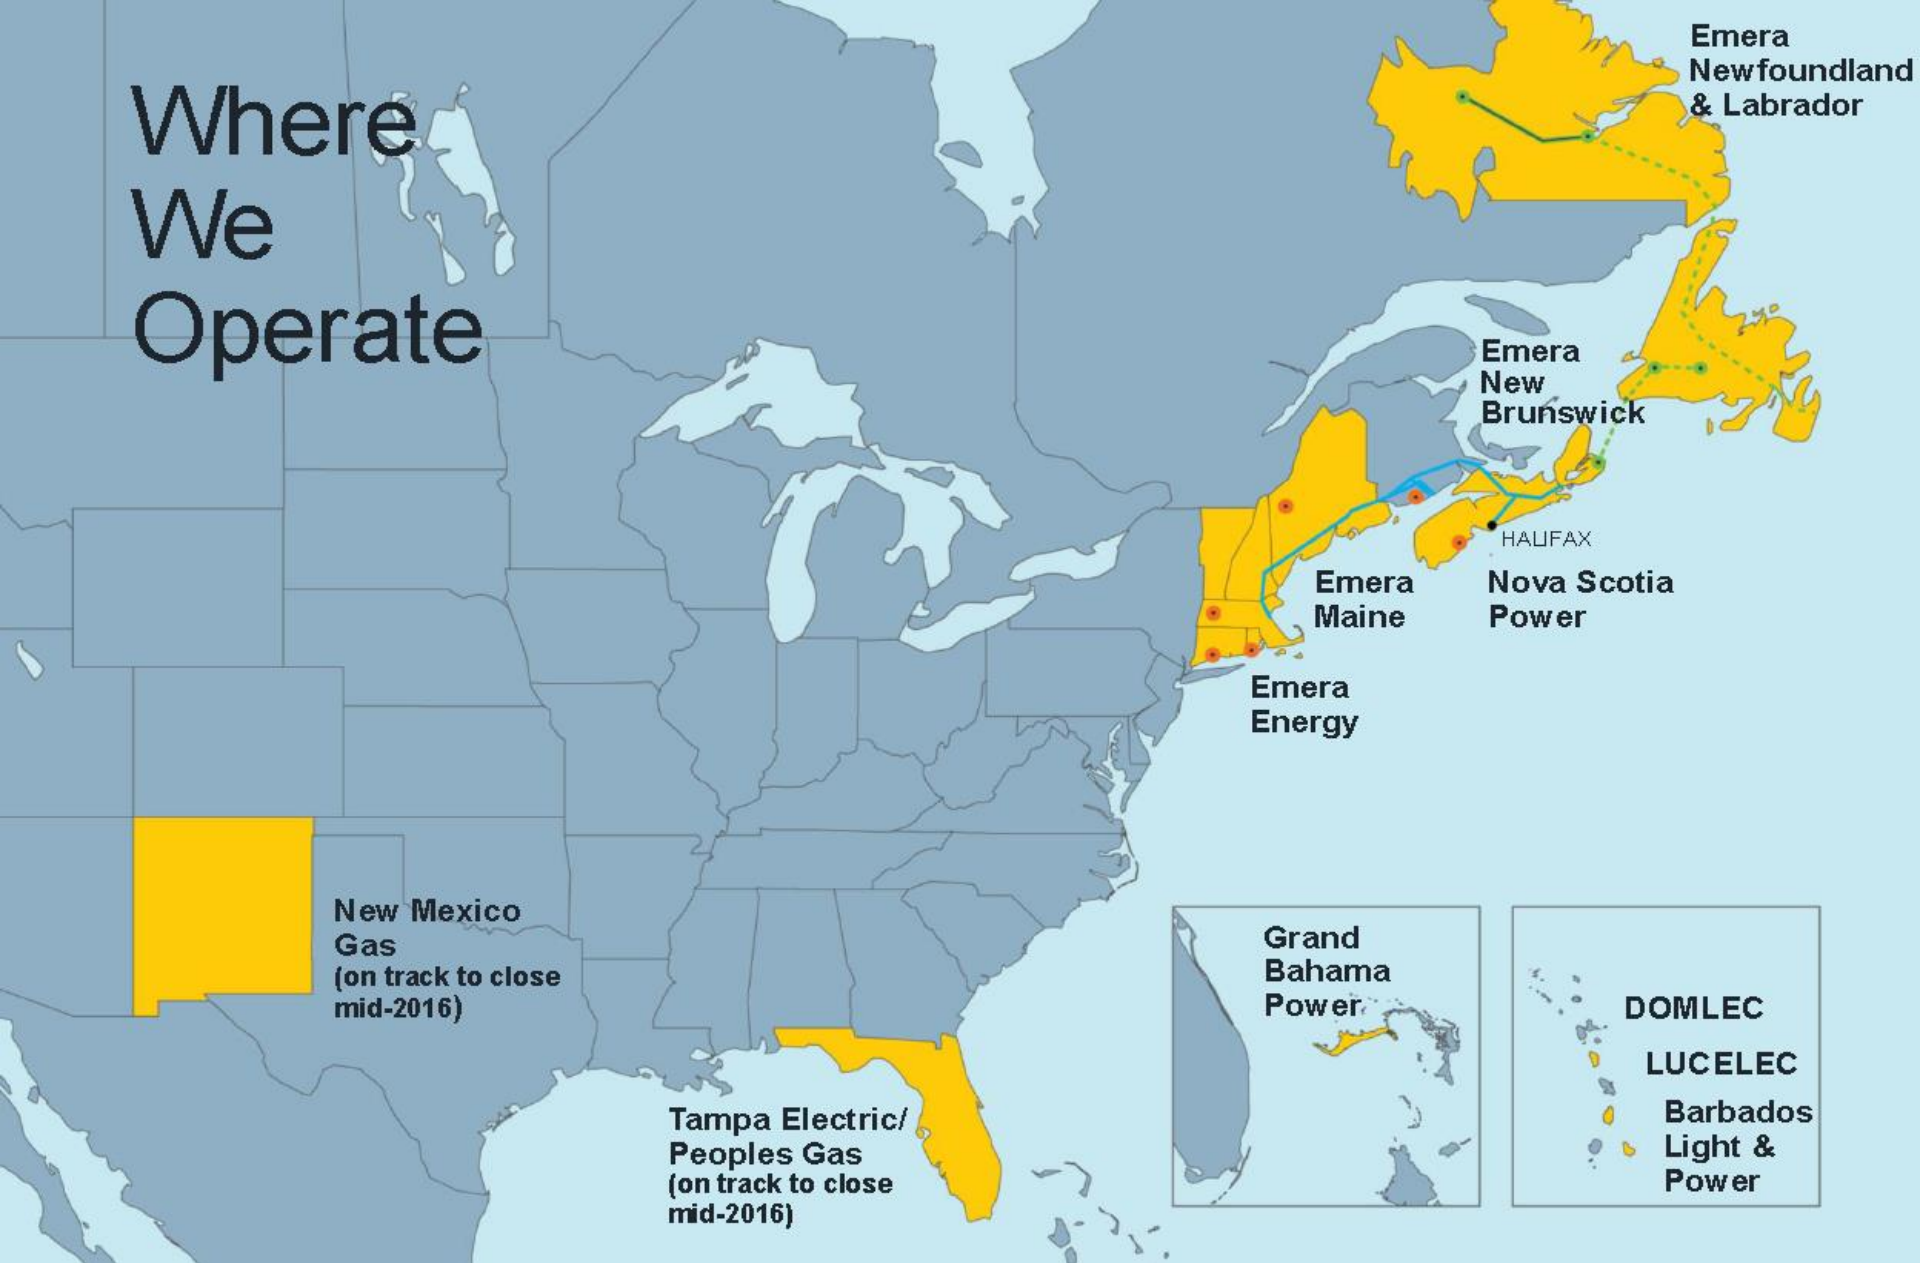 Where
We
Operate
Emera
Newfoundland
& Labrador
Emera
New
Brunswick
HALIFAX
Emera
Maine
Nova Scotia
Power
Emera
Energy
New Mexico
Gas
(on track to close
mid-2016)
Tampa Electric/
Peoples Gas
(on track to close
mid-2016)
Grand
Bahama
Power
DOMLEC
LUCELEC
Barbados
Light &
Power